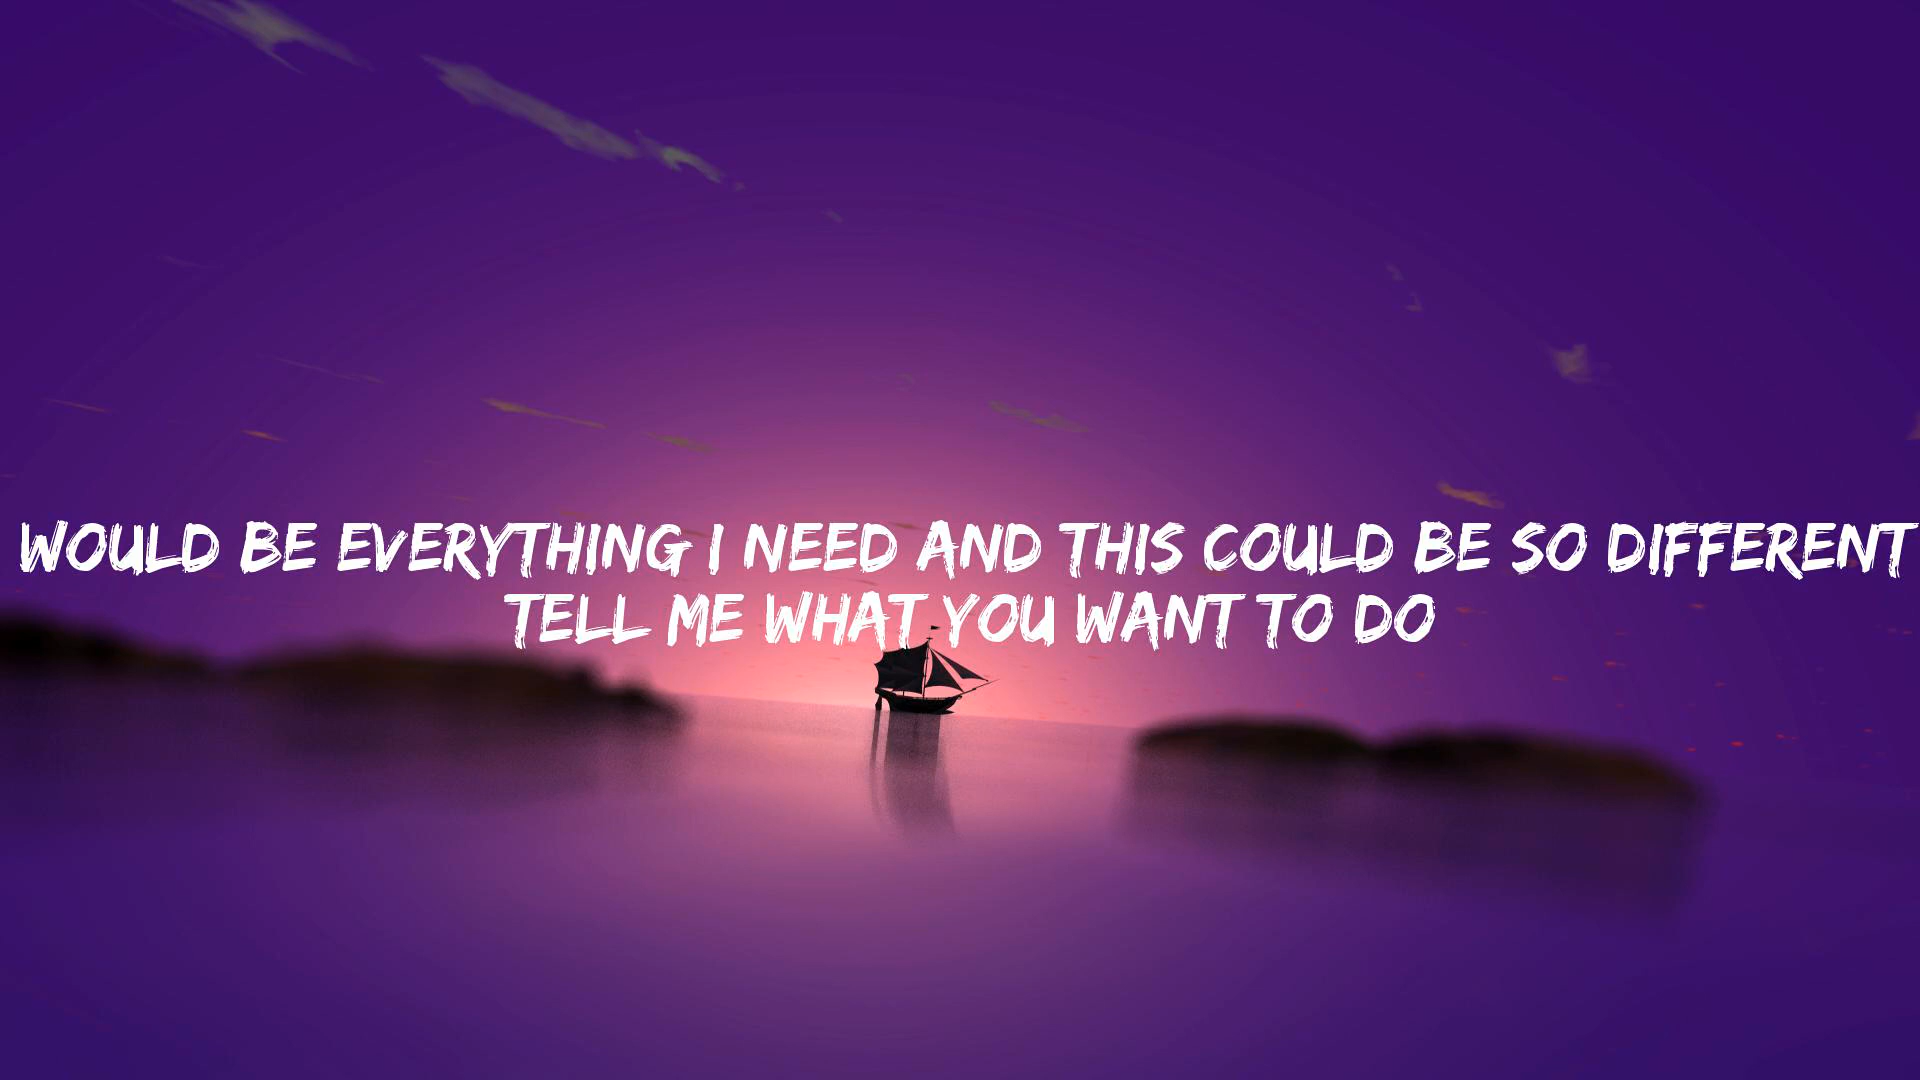 WOULD BE EVERYTHING I NEED AND THIS COULD BE SO DIFFERENT
TELL ME WHAT YOU WANT TO DO